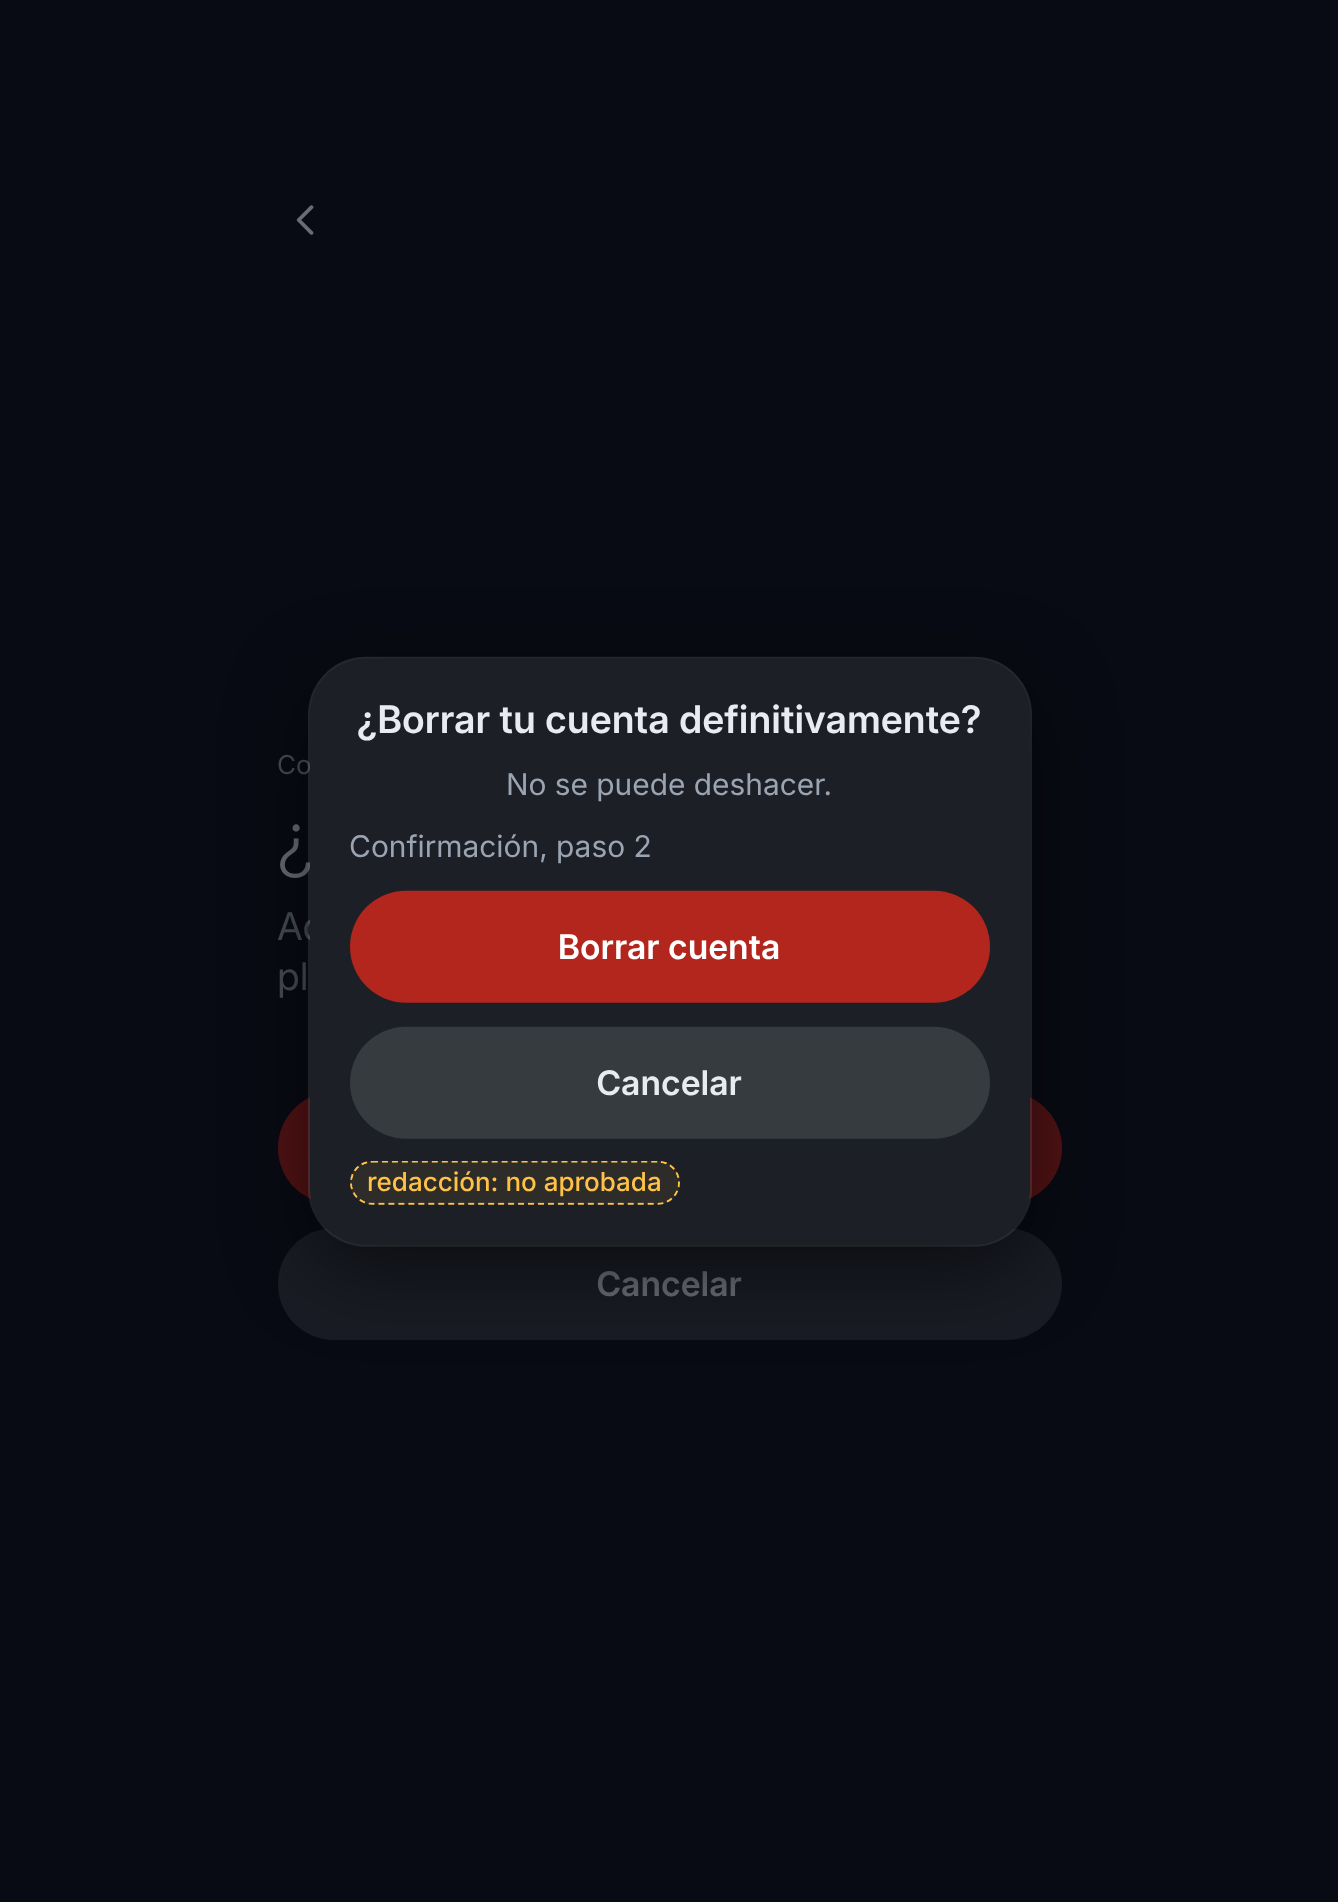 ¿Borrar tu cuenta definitivamente?
No se puede deshacer.
Confirmación, paso 2
Borrar cuenta
Cancelar
redacción: no aprobada
Cancelar